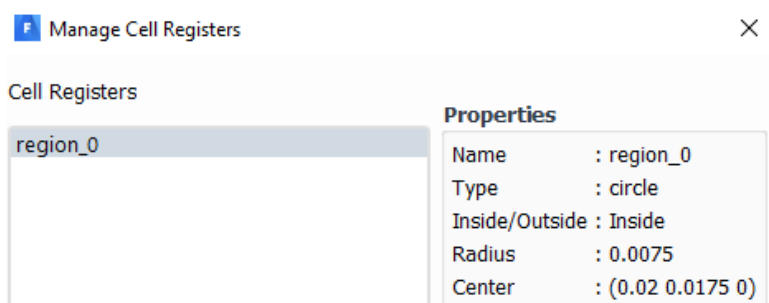 F Manage Cell Registers
Cell Registers
Properties
region_0
Name : region_0
Type : circle
Inside/Outside : Inside
Radius : 0.0075
Center : (0.02 0.0175 0)